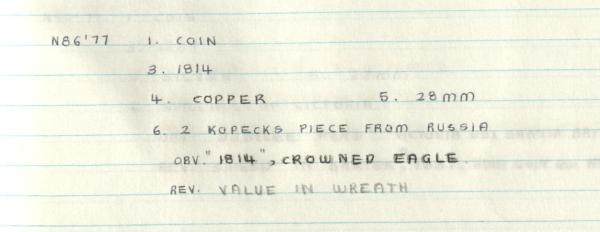 N86'77 1. COIN
3. 1814
4. COPPER 5. 28mm
6. 2 KOPECKS PIECE FROM RUSSIA
OBV. "1814", CROWNED EAGLE.
REV. VALUE IN WREATH